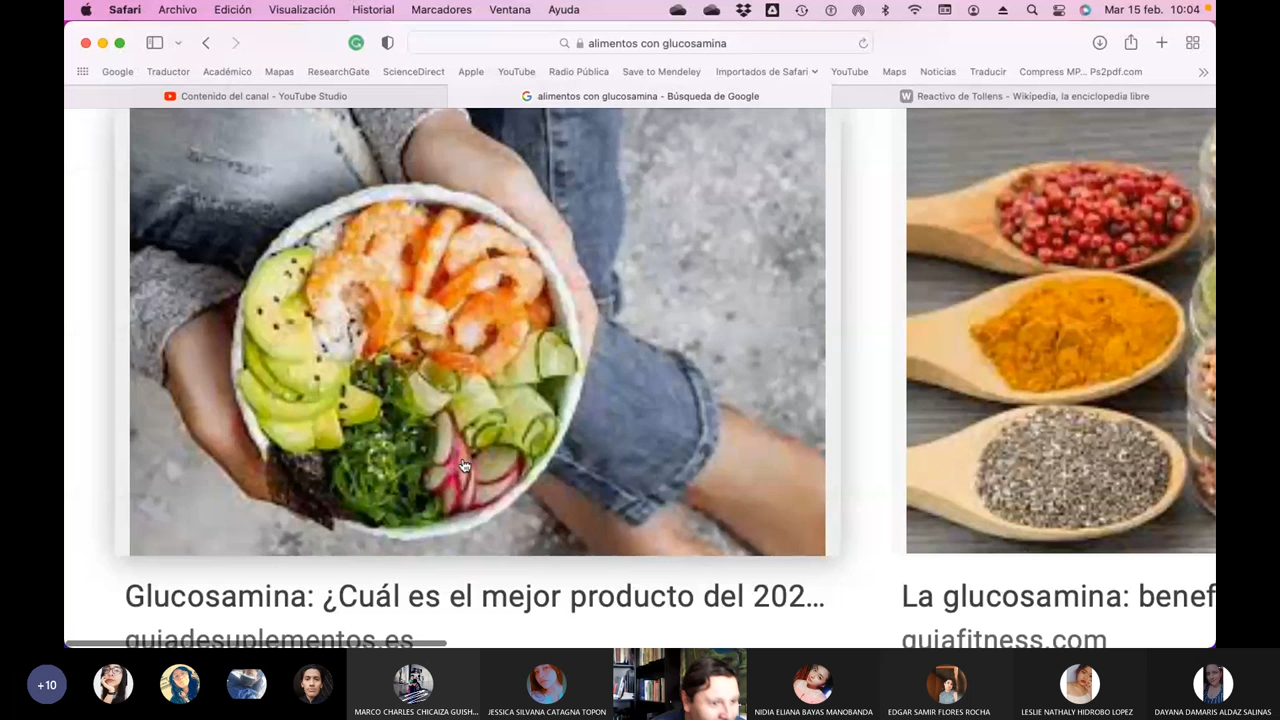 Safari Archivo Edición Visualización Historial Marcadores Ventana Ayuda Mar 15 feb. 10:04
alimentos con glucosamina
Google Traductor Académico Mapas ResearchGate ScienceDirect Apple YouTube Radio Pública Save to Mendeley Importados de Safari YouTube Maps Noticias Traducir Compress MP... Ps2pdf.com
Contenido del canal - YouTube Studio alimentos con glucosamina - Búsqueda de Google Reactivo de Tollens - Wikipedia, la enciclopedia libre
Glucosamina: ¿Cuál es el mejor producto del 202... La glucosamina: benef
guiadesuplementos.es guiafitness.com
+10
MARCO CHARLES CHICAIZA GUISH... JESSICA SILVANA CATAGNA TOPON NIDIA ELIANA BAYAS MANOBANDA EDGAR SAMIR FLORES ROCHA LESLIE NATHALY HIDROBO LOPEZ DAYANA DAMARIS ALDAZ SALINAS